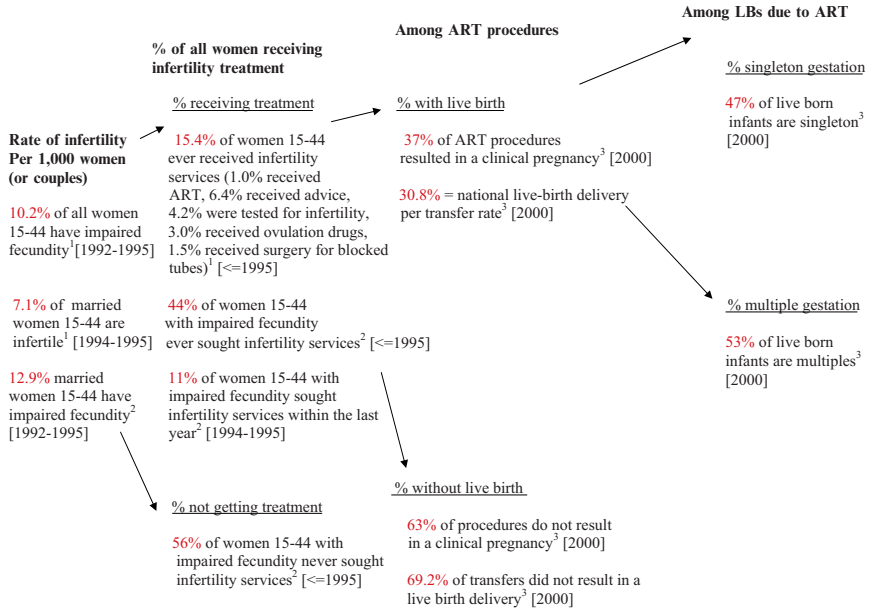 Rate of infertility
Per 1,000 women
(or couples)
10.2% of all women
15-44 have impaired
fecundity1[1992-1995]
7.1% of married
women 15-44 are
infertile1 [1994-1995]
12.9% married
women 15-44 have
impaired fecundity2
[1992-1995]
% of all women receiving
infertility treatment
% receiving treatment
15.4% of women 15-44
ever received infertility
services (1.0% received
ART, 6.4% received advice,
4.2% were tested for infertility,
3.0% received ovulation drugs,
1.5% received surgery for blocked
tubes)1 [<=1995]
44% of women 15-44
with impaired fecundity
ever sought infertility services2 [<=1995]
11% of women 15-44 with
impaired fecundity sought
infertility services within the last
year2 [1994-1995]
% not getting treatment
56% of women 15-44 with
impaired fecundity never sought
infertility services2 [<=1995]
Among ART procedures
% with live birth
37% of ART procedures
resulted in a clinical pregnancy3 [2000]
30.8% = national live-birth delivery
per transfer rate3 [2000]
% without live birth
63% of procedures do not result
in a clinical pregnancy3 [2000]
69.2% of transfers did not result in a
live birth delivery3 [2000]
Among LBs due to ART
% singleton gestation
47% of live born
infants are singleton3
[2000]
% multiple gestation
53% of live born
infants are multiples3
[2000]